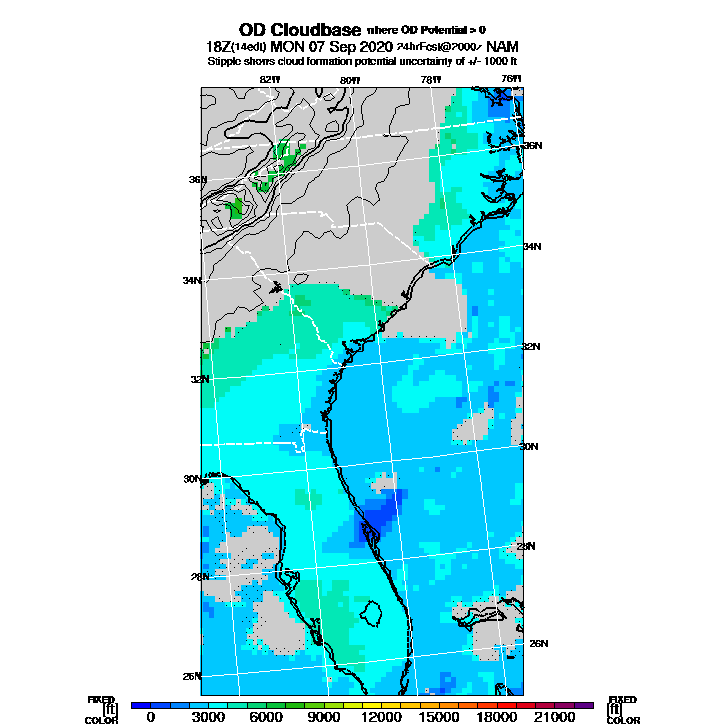 OD Cloudbase where OD Potential > 0
18Z(14edt) MON 07 Sep 2020 24hrFcst@2000z NAM
Stipple shows cloud formation potential uncertainty of +/- 1000 ft
82W 80W 78W 76W
36N
36N
34N
34N
32N
32N
30N
30N
28N
28N
26N
26N
FIXED FIXED
[ft] 0 3000 6000 9000 12000 15000 18000 21000 [ft]
COLOR COLOR